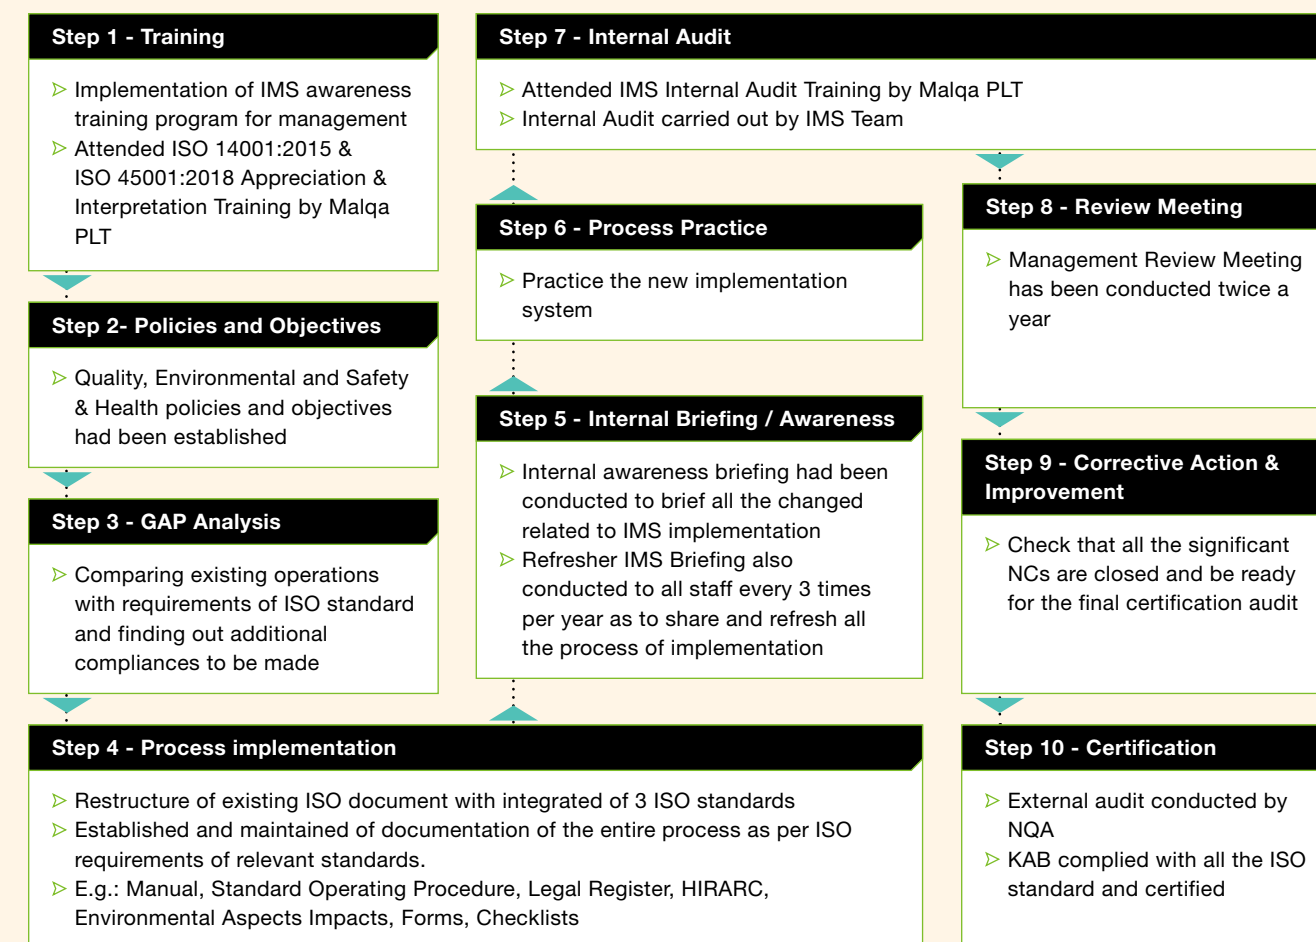 Step 1 - Training
Implementation of IMS awareness
training program for management
Attended ISO 14001:2015 &
ISO 45001:2018 Appreciation &
Interpretation Training by Malqa
PLT
Step 2- Policies and Objectives
Quality, Environmental and Safety
& Health policies and objectives
had been established
Step 3 - GAP Analysis
Comparing existing operations
with requirements of ISO standard
and finding out additional
compliances to be made
Step 4 - Process implementation
Restructure of existing ISO document with integrated of 3 ISO standards
Established and maintained of documentation of the entire process as per ISO
requirements of relevant standards.
E.g.: Manual, Standard Operating Procedure, Legal Register, HIRARC,
Environmental Aspects Impacts, Forms, Checklists
Step 5 - Internal Briefing / Awareness
Internal awareness briefing had been
conducted to brief all the changed
related to IMS implementation
Refresher IMS Briefing also
conducted to all staff every 3 times
per year as to share and refresh all
the process of implementation
Step 6 - Process Practice
Practice the new implementation
system
Step 7 - Internal Audit
Attended IMS Internal Audit Training by Malqa PLT
Internal Audit carried out by IMS Team
Step 8 - Review Meeting
Management Review Meeting
has been conducted twice a
year
Step 9 - Corrective Action &
Improvement
Check that all the significant
NCs are closed and be ready
for the final certification audit
Step 10 - Certification
External audit conducted by
NQA
KAB complied with all the ISO
standard and certified